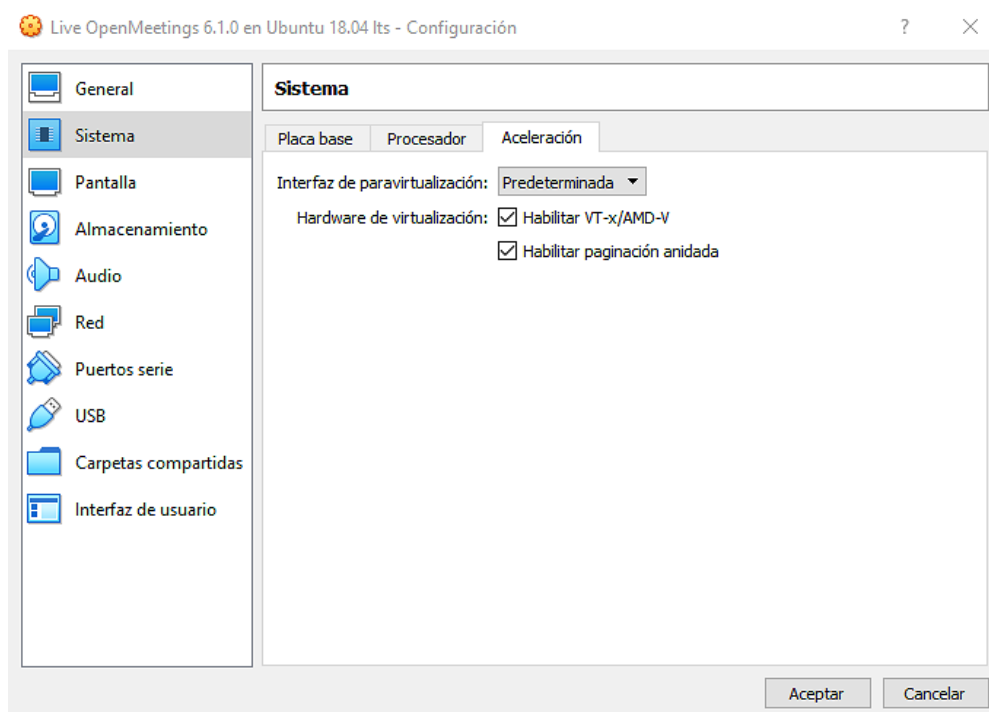 Live OpenMeetings 6.1.0 en Ubuntu 18.04 lts - Configuración
?
General
Sistema
Pantalla
Almacenamiento
Audio
Red
Puertos serie
USB
Carpetas compartidas
Interfaz de usuario
Sistema
Placa base
Procesador
Aceleración
Interfaz de paravirtualización: Predeterminada
Hardware de virtualización: Habilitar VT-x/AMD-V
Habilitar paginación anidada
Aceptar
Cancelar